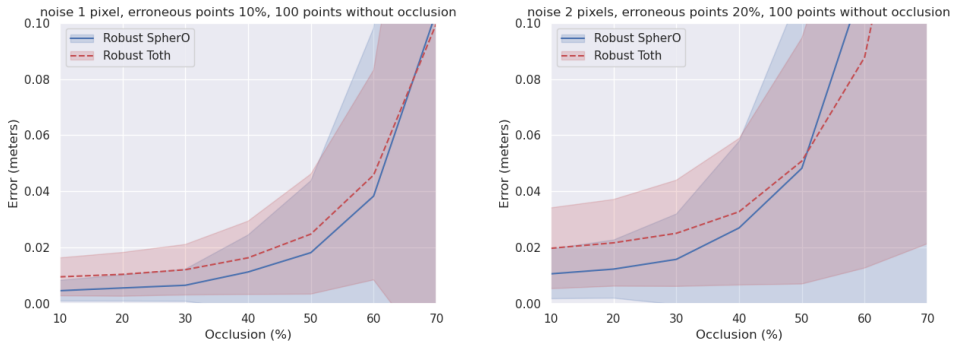 noise 1 pixel, erroneous points 10%, 100 points without occlusion
0.10
0.08
0.06
0.04
0.02
0.00
Error (meters)
Robust SpherO
Robust Toth
10 20 30 40 50 60 70
Occlusion (%)
noise 2 pixels, erroneous points 20%, 100 points without occlusion
0.10
0.08
0.06
0.04
0.02
0.00
Error (meters)
Robust SpherO
Robust Toth
10 20 30 40 50 60 70
Occlusion (%)